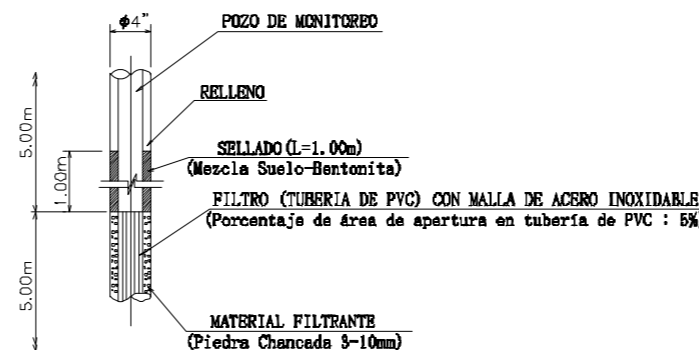 ϕ4"
POZO DE MONITOREO
RELLENO
5.00m
1.00m
SELLADO(L=1.00m)
(Mezcla Suelo-Bentonita)
FILTRO (TUBERIA DE PVC) CON MALLA DE ACERO INOXIDABLE
(Porcentaje de área de apertura en tubería de PVC : 5%
5.00m
MATERIAL FILTRANTE
(Piedra Chancada 3-10mm)